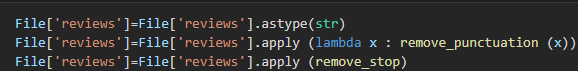 File['reviews']=File['reviews'].astype(str)
File['reviews']=File['reviews'].apply (lambda x : remove_punctuation (x))
File['reviews']=File['reviews'].apply (remove_stop)